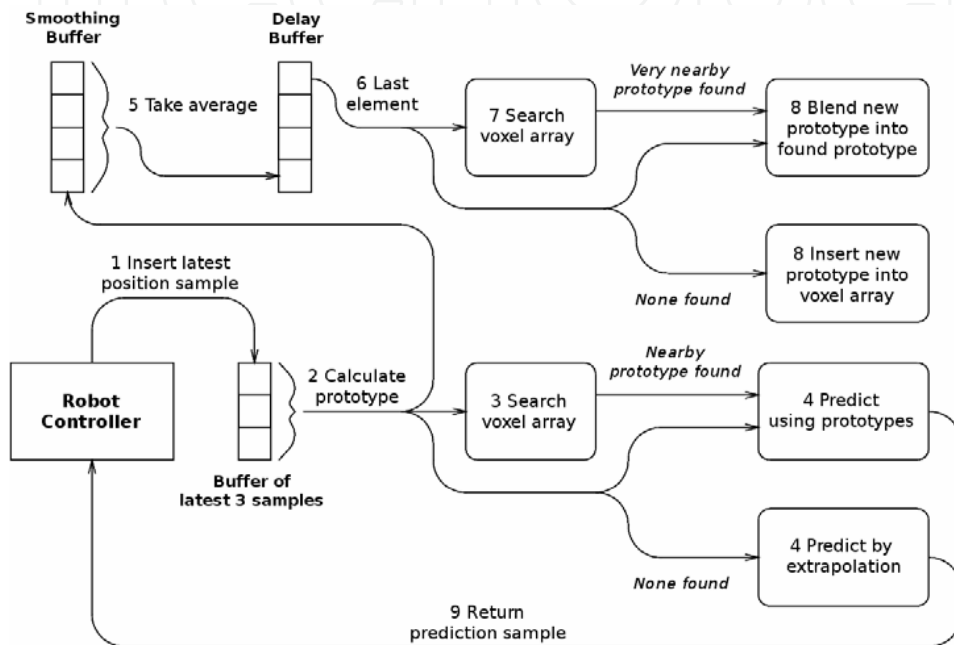 Smoothing
Buffer
Delay
Buffer
5 Take average
6 Last
element
7 Search
voxel array
Very nearby
prototype found
8 Blend new
prototype into
found prototype
8 Insert new
prototype into
voxel array
None found
1 Insert latest
position sample
Robot
Controller
2 Calculate
prototype
Buffer of
latest 3 samples
3 Search
voxel array
Nearby
prototype found
4 Predict
using prototypes
4 Predict by
extrapolation
None found
9 Return
prediction sample